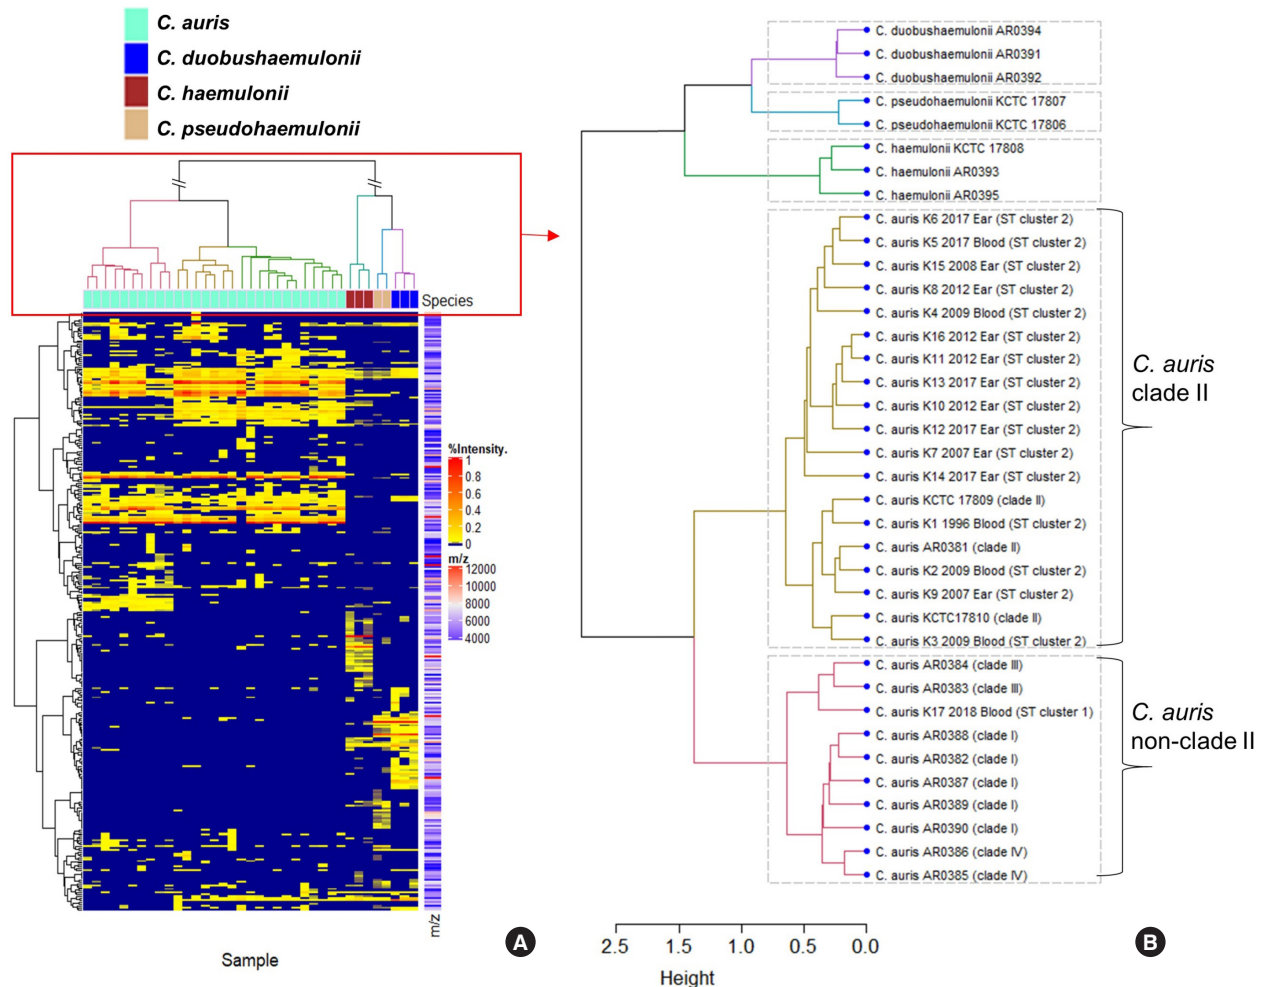 C. auris
C. duobushaemulonii
C. haemulonii
C. pseudohaemulonii
Species
%Intensity.
1
0.8
0.6
0.4
0.2
0
m/z
12000
10000
8000
6000
4000
m/z
Sample
A
C. duobushaemulonii AR0394
C. duobushaemulonii AR0391
C. duobushaemulonii AR0392
C. pseudohaemulonii KCTC 17807
C. pseudohaemulonii KCTC 17806
C. haemulonii KCTC 17808
C. haemulonii AR0393
C. haemulonii AR0395
C. auris K6 2017 Ear (ST cluster 2)
C. auris K5 2017 Blood (ST cluster 2)
C. auris K15 2008 Ear (ST cluster 2)
C. auris K8 2012 Ear (ST cluster 2)
C. auris K4 2009 Blood (ST cluster 2)
C. auris K16 2012 Ear (ST cluster 2)
C. auris K11 2012 Ear (ST cluster 2)
C. auris K13 2017 Ear (ST cluster 2)
C. auris K10 2012 Ear (ST cluster 2)
C. auris K12 2017 Ear (ST cluster 2)
C. auris K7 2007 Ear (ST cluster 2)
C. auris K14 2017 Ear (ST cluster 2)
C. auris KCTC 17809 (clade II)
C. auris K1 1996 Blood (ST cluster 2)
C. auris AR0381 (clade II)
C. auris K2 2009 Blood (ST cluster 2)
C. auris K9 2007 Ear (ST cluster 2)
C. auris KCTC17810 (clade II)
C. auris K3 2009 Blood (ST cluster 2)
C. auris AR0384 (clade III)
C. auris AR0383 (clade III)
C. auris K17 2018 Blood (ST cluster 1)
C. auris AR0388 (clade I)
C. auris AR0382 (clade I)
C. auris AR0387 (clade I)
C. auris AR0389 (clade I)
C. auris AR0390 (clade I)
C. auris AR0386 (clade IV)
C. auris AR0385 (clade IV)
C. auris
clade II
C. auris
non-clade II
2.5 1.5 1.0 0.5 0.0
Height
B